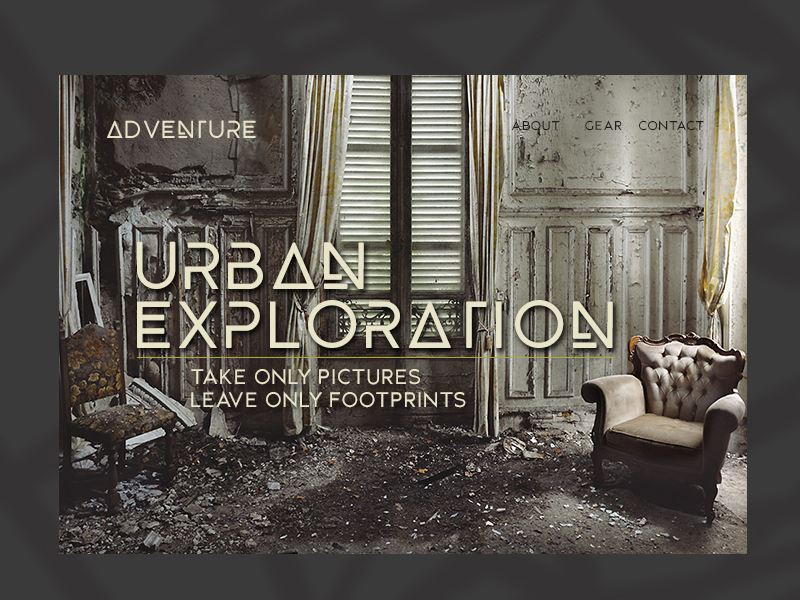 ADVENTURE
ABOUT GEAR CONTACT
URBAN
EXPLORATION
TAKE ONLY PICTURES
LEAVE ONLY FOOTPRINTS